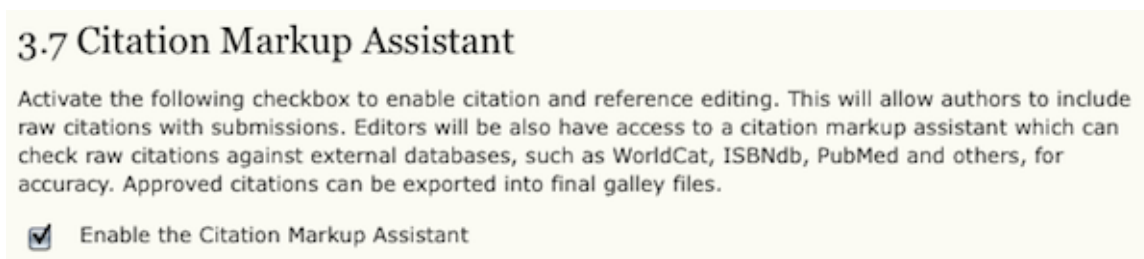 3.7 Citation Markup Assistant
Activate the following checkbox to enable citation and reference editing. This will allow authors to include
raw citations with submissions. Editors will be also have access to a citation markup assistant which can
check raw citations against external databases, such as WorldCat, ISBNdb, PubMed and others, for
accuracy. Approved citations can be exported into final galley files.
Enable the Citation Markup Assistant